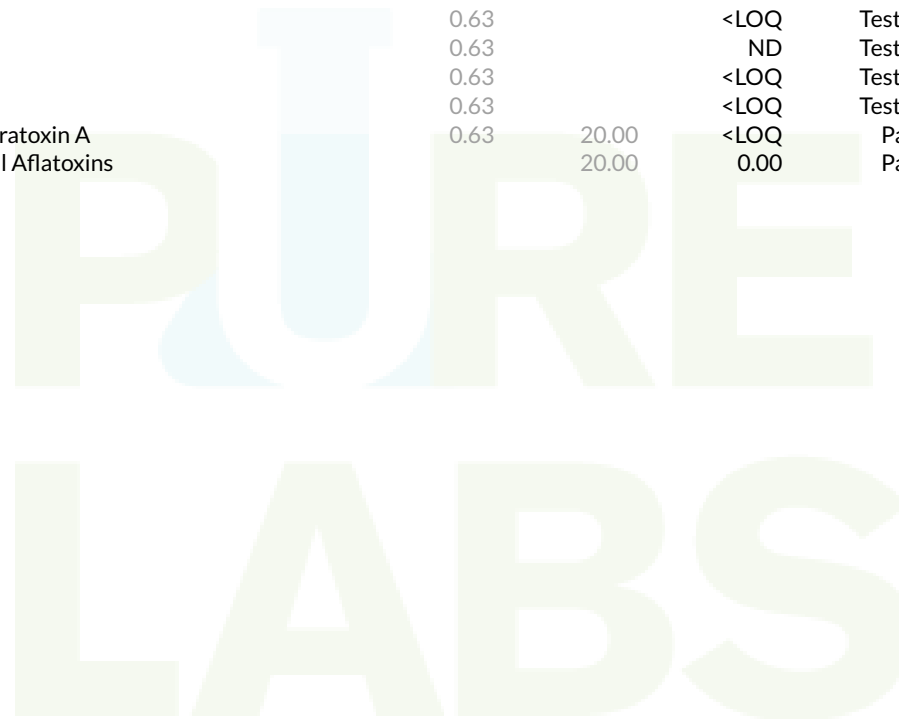 0.63 <LOQ Test
0.63 ND Test
0.63 <LOQ Test
0.63 <LOQ Test
ratoxin A 0.63 20.00 <LOQ Pa
l Aflatoxins 20.00 0.00 Pa
PURE
LABS